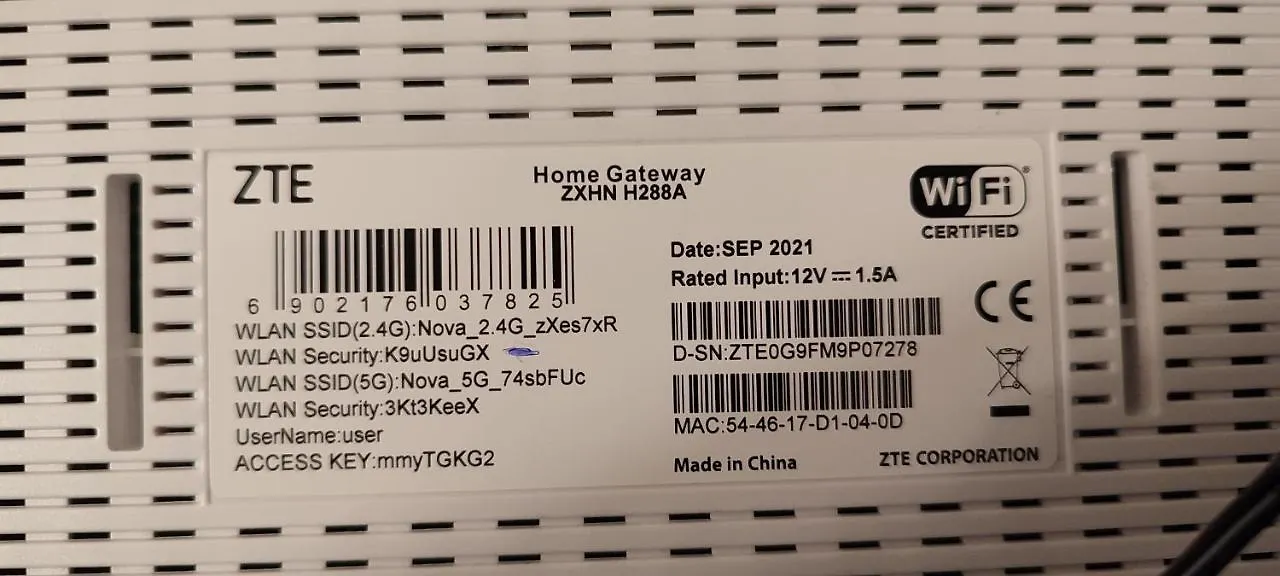 ZTE
Home Gateway
ZXHN H288A
WiFi
CERTIFIED
6 902176 037825
WLAN SSID(2.4G):Nova_2.4G_zXes7xR
WLAN Security:K9uUsuGX
WLAN SSID(5G):Nova_5G_74sbFUc
WLAN Security:3Kt3KeeX
UserName:user
ACCESS KEY:mmyTGKG2
Date:SEP 2021
Rated Input:12V⎓1.5A
D-SN:ZTE0G9FM9P07278
MAC:54-46-17-D1-04-0D
CE
Made in China
ZTE CORPORATION